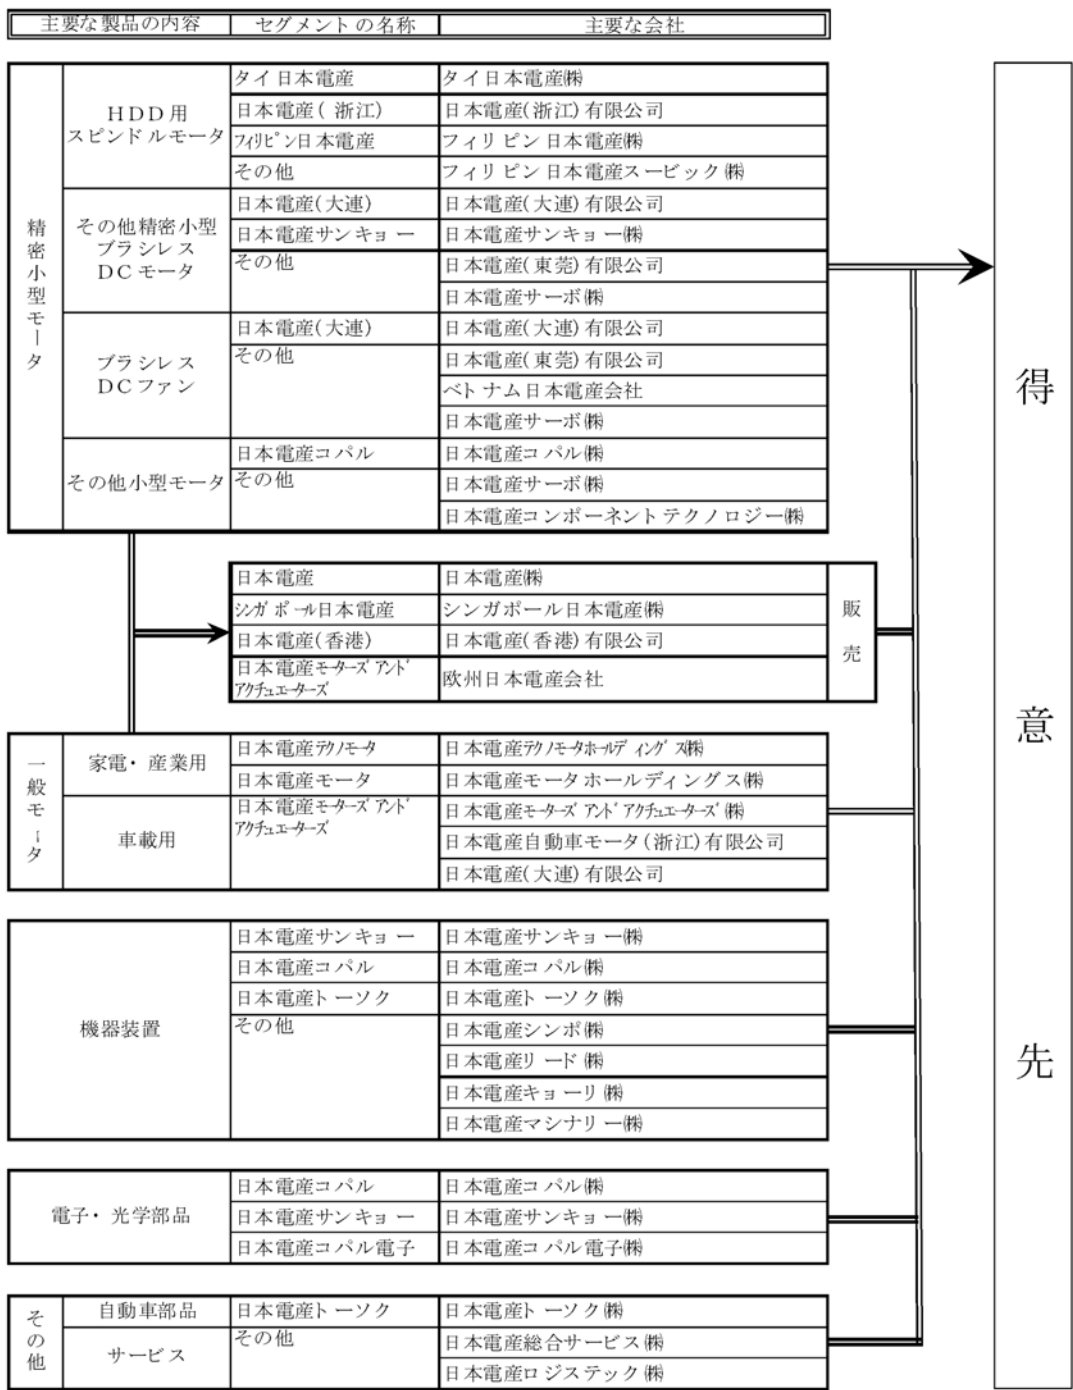 主要な製品の内容 セグメントの名称 主要な会社
精密小型モータ
HDD用
スピンドルモータ
タイ日本電産 タイ日本電産㈱
日本電産(浙江) 日本電産(浙江)有限公司
フィリピン日本電産 フィリピン日本電産㈱
その他 フィリピン日本電産スービック㈱
その他精密小型
ブラシレス
DCモータ
日本電産(大連) 日本電産(大連)有限公司
日本電産サンキョー 日本電産サンキョー㈱
その他 日本電産(東莞)有限公司
日本電産サーボ㈱
ブラシレス
DCファン
日本電産(大連) 日本電産(大連)有限公司
その他 日本電産(東莞)有限公司
ベトナム日本電産会社
日本電産サーボ㈱
その他小型モータ
日本電産コパル 日本電産コパル㈱
その他 日本電産サーボ㈱
日本電産コンポーネントテクノロジー㈱
日本電産 日本電産㈱
シンガポール日本電産 シンガポール日本電産㈱
日本電産(香港) 日本電産(香港)有限公司
日本電産モーターズアンド
アクチュエーターズ
欧州日本電産会社
販売
一般モータ
家電・産業用
日本電産テクノモータ 日本電産テクノモータホールディングス㈱
日本電産モータ 日本電産モータホールディングス㈱
車載用
日本電産モーターズアンド
アクチュエーターズ
日本電産モーターズアンドアクチュエーターズ㈱
日本電産自動車モータ(浙江)有限公司
日本電産(大連)有限公司
機器装置
日本電産サンキョー 日本電産サンキョー㈱
日本電産コパル 日本電産コパル㈱
日本電産トーソク 日本電産トーソク㈱
その他 日本電産シンポ㈱
日本電産リード㈱
日本電産キョーリ㈱
日本電産マシナリー㈱
電子・光学部品
日本電産コパル 日本電産コパル㈱
日本電産サンキョー 日本電産サンキョー㈱
日本電産コパル電子 日本電産コパル電子㈱
その他
自動車部品 日本電産トーソク 日本電産トーソク㈱
サービス その他 日本電産総合サービス㈱
日本電産ロジステック㈱
得意先